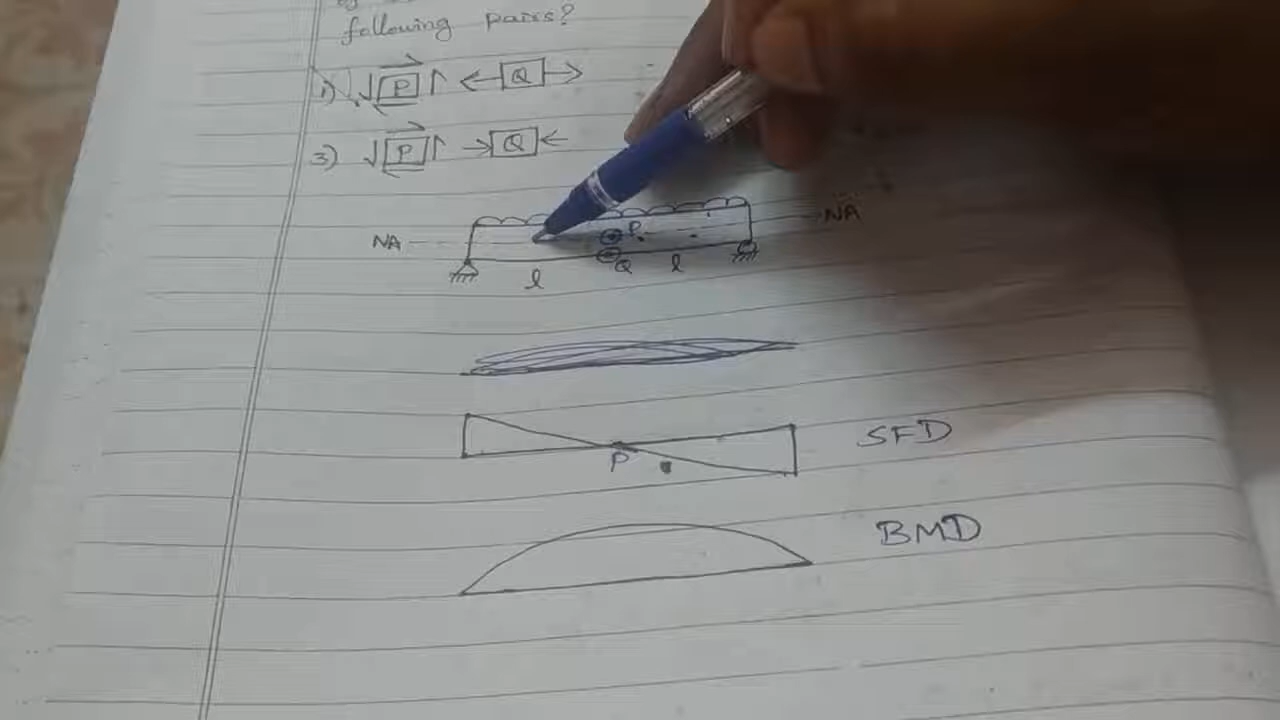 following pairs?
1) P Q
3) P Q
NA P NA
l Q l
SFD
P
BMD